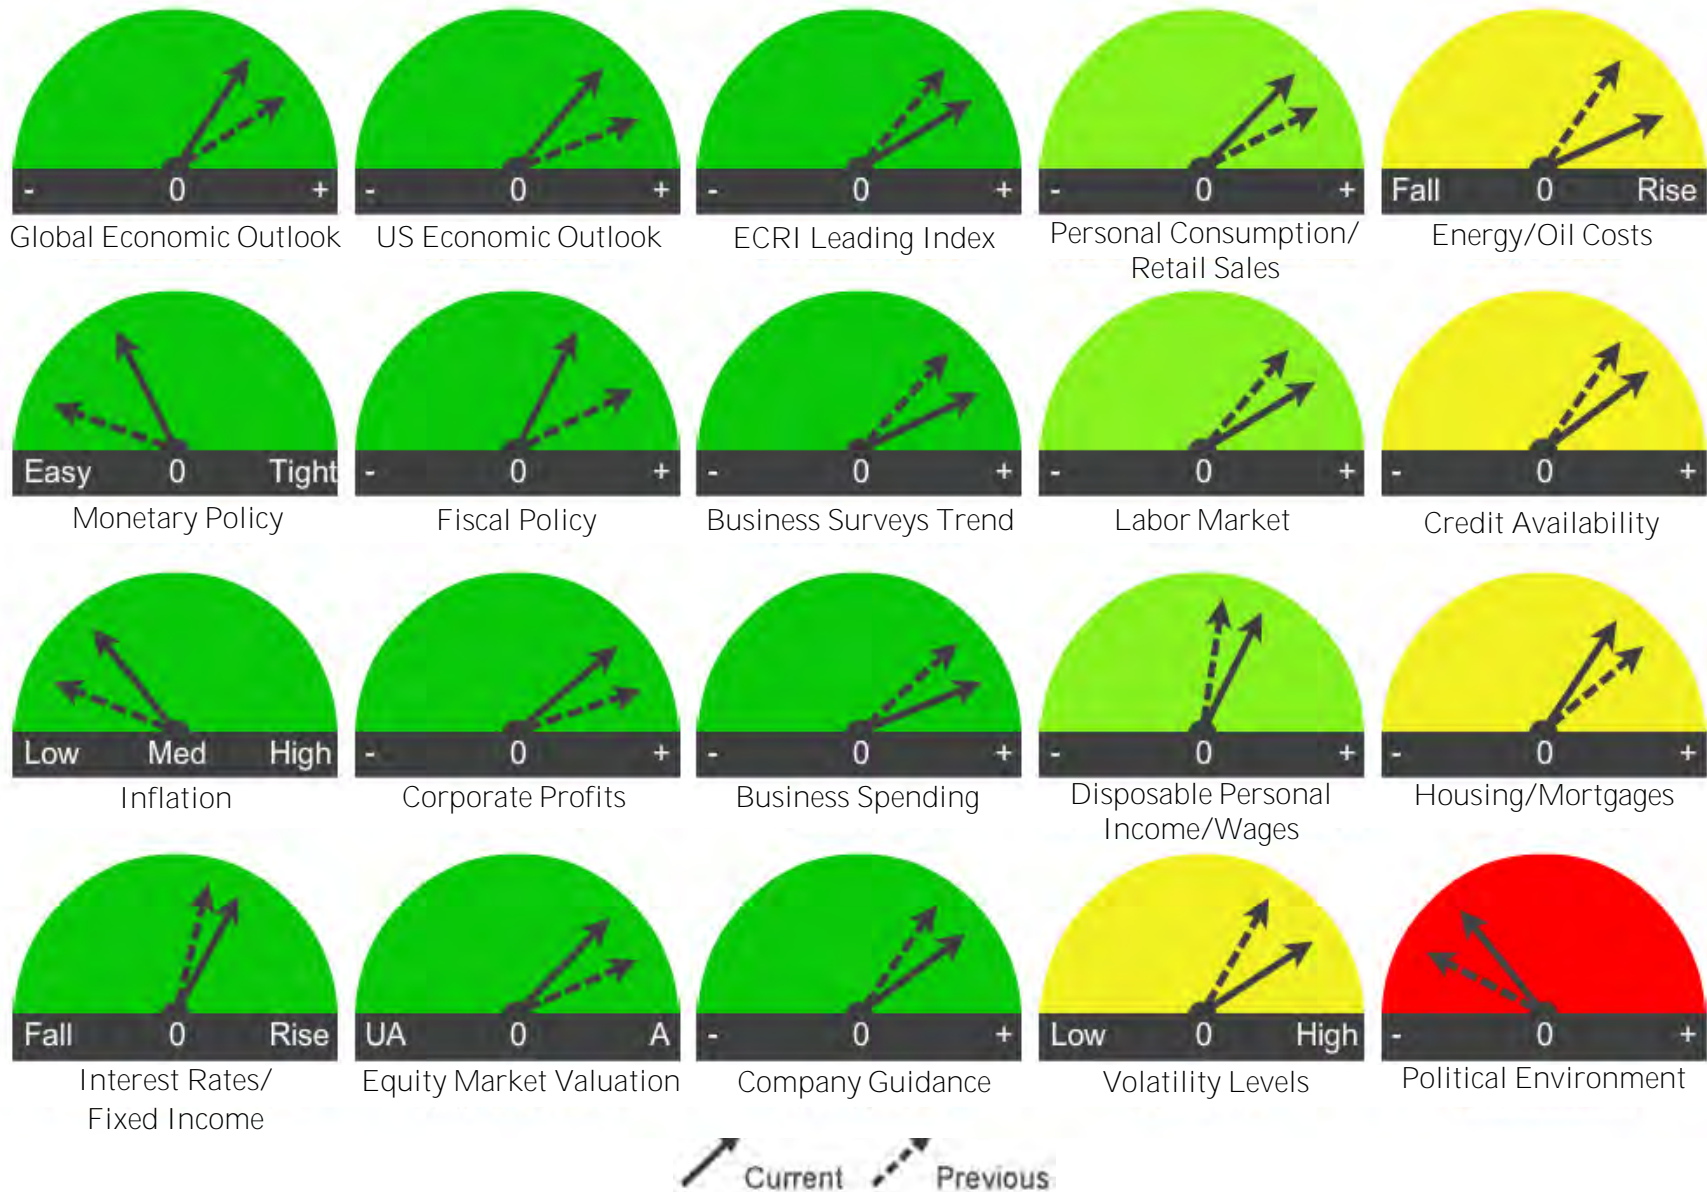 - 0 +
Global Economic Outlook
- 0 +
US Economic Outlook
- 0 +
ECRI Leading Index
- 0 +
Personal Consumption/
Retail Sales
Fall 0 Rise
Energy/Oil Costs
Easy 0 Tight
Monetary Policy
- 0 +
Fiscal Policy
- 0 +
Business Surveys Trend
- 0 +
Labor Market
- 0 +
Credit Availability
Low Med High
Inflation
- 0 +
Corporate Profits
- 0 +
Business Spending
- 0 +
Disposable Personal
Income/Wages
- 0 +
Housing/Mortgages
Fall 0 Rise
Interest Rates/
Fixed Income
UA 0 A
Equity Market Valuation
- 0 +
Company Guidance
Low 0 High
Volatility Levels
- 0 +
Political Environment
Current Previous